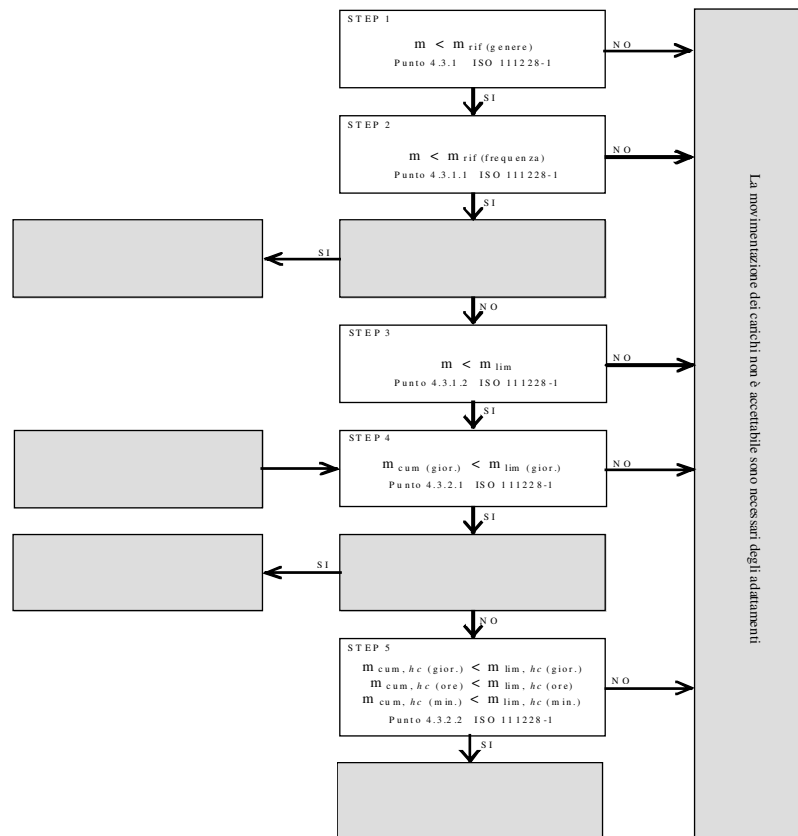 STEP 1
m < m rif (genere)
Punto 4.3.1 ISO 111228-1
NO
SI
STEP 2
m < m rif (frequenza)
Punto 4.3.1.1 ISO 111228-1
NO
SI
SI
NO
STEP 3
m < m lim
Punto 4.3.1.2 ISO 111228-1
NO
SI
STEP 4
m cum (gior.) < m lim (gior.)
Punto 4.3.2.1 ISO 111228-1
NO
SI
SI
NO
STEP 5
m cum, hc (gior.) < m lim, hc (gior.)
m cum, hc (ore) < m lim, hc (ore)
m cum, hc (min.) < m lim, hc (min.)
Punto 4.3.2.2 ISO 111228-1
NO
SI
La movimentazione dei carichi non è accettabile sono necessari degli adattamenti